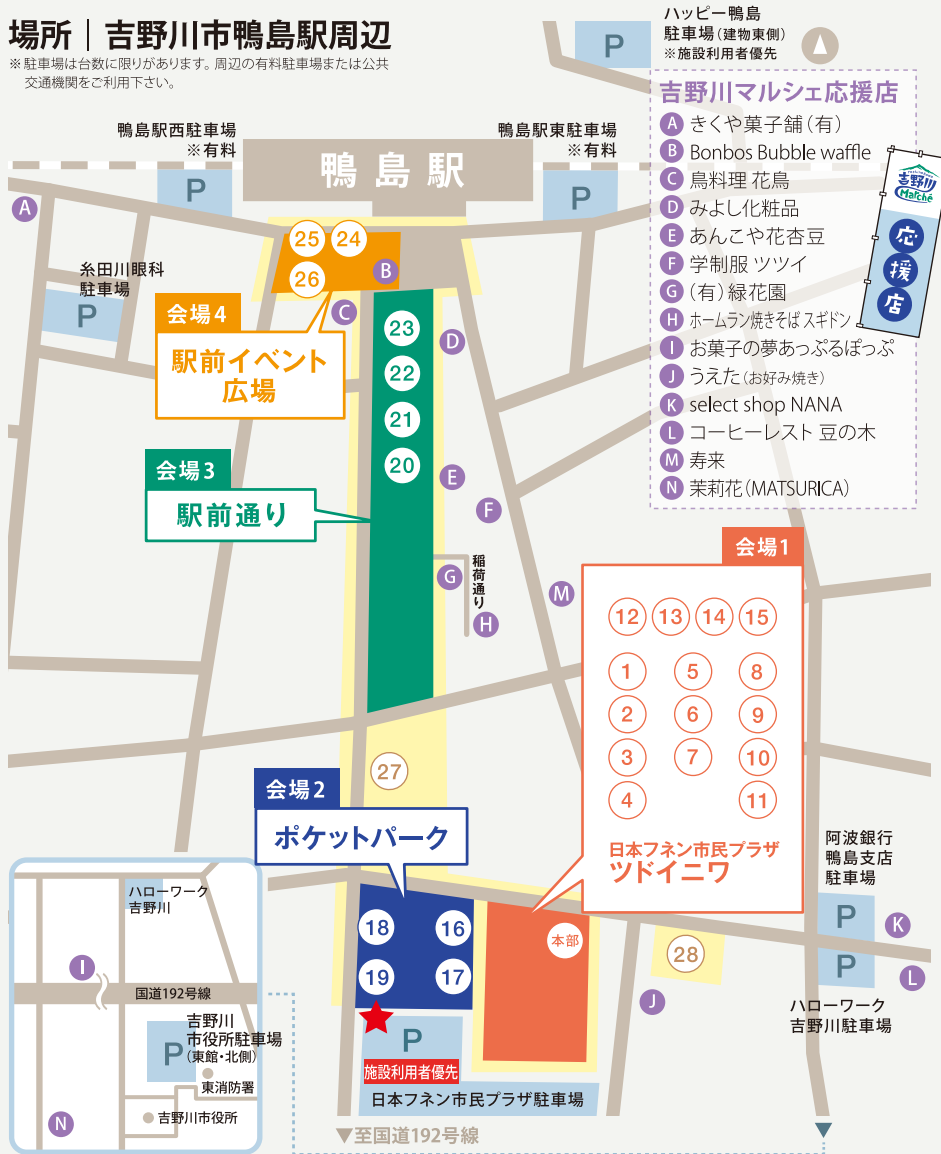 場所｜吉野川市鴨島駅周辺
※駐車場は台数に限りがあります。周辺の有料駐車場または公共
交通機関をご利用下さい。
ハッピー鴨島
駐車場(建物東側)
※施設利用者優先
P
吉野川マルシェ応援店
A きくや菓子舗(有)
B Bonbos Bubble waffle
C 鳥料理 花鳥
D みよし化粧品
E あんこや花杏豆
F 学制服 ツツイ
G (有)緑花園
H ホームラン焼きそば スギドン
I お菓子の夢あっぷるぽっぷ
J うえた(お好み焼き)
K select shop NANA
L コーヒーレスト 豆の木
M 寿来
N 茉莉花(MATSURICA)
吉野川
Marché
応
援
店
鴨島駅西駐車場
※有料
P
鴨島駅
鴨島駅東駐車場
※有料
P
A
糸田川眼科
駐車場
P
25 24
26
B
会場4
駅前イベント
広場
C
D
23
22
21
20
会場3
駅前通り
E
F
稲荷通り
G
H
M
会場1
12 13 14 15
1 5 8
2 6 9
3 7 10
4 11
日本フネン市民プラザ
ツドイニワ
27
会場2
ポケットパーク
18 16
19 17
本部
28
J
阿波銀行
鴨島支店
駐車場
P
K
P
L
ハローワーク
吉野川駐車場
P
施設利用者優先
日本フネン市民プラザ駐車場
▼至国道192号線
ハローワーク
吉野川
I
国道192号線
吉野川
市役所駐車場
(東館・北側)
P
東消防署
吉野川市役所
N